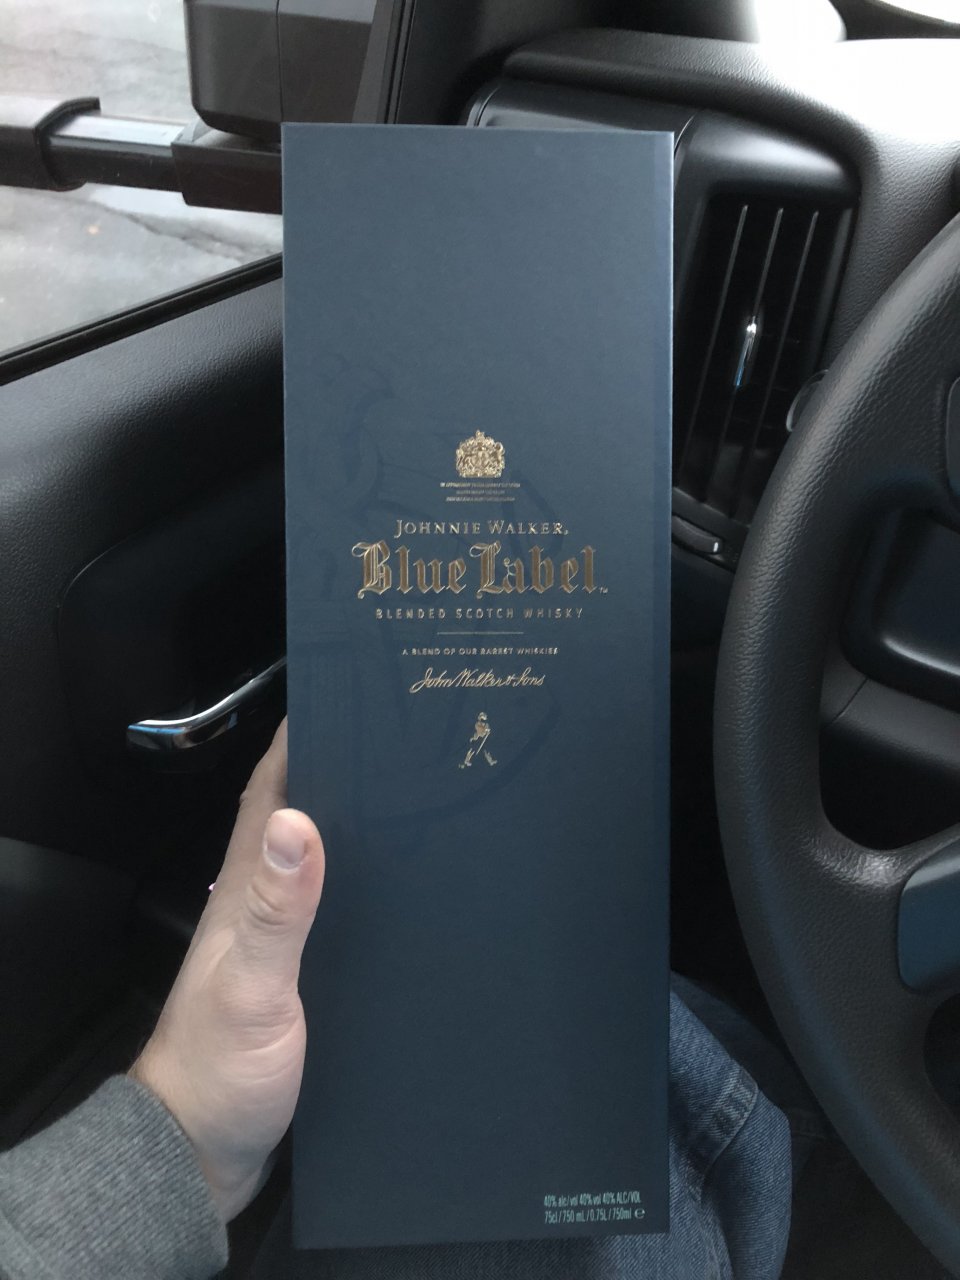 JOHNNIE WALKER®
Blue Label™
BLENDED SCOTCH WHISKY
A BLEND OF OUR RAREST WHISKIES
John Walker & Sons
40% alc/vol 40% vol 40% ALC/VOL
75cl / 750 mL / 0.75L / 750ml ℮